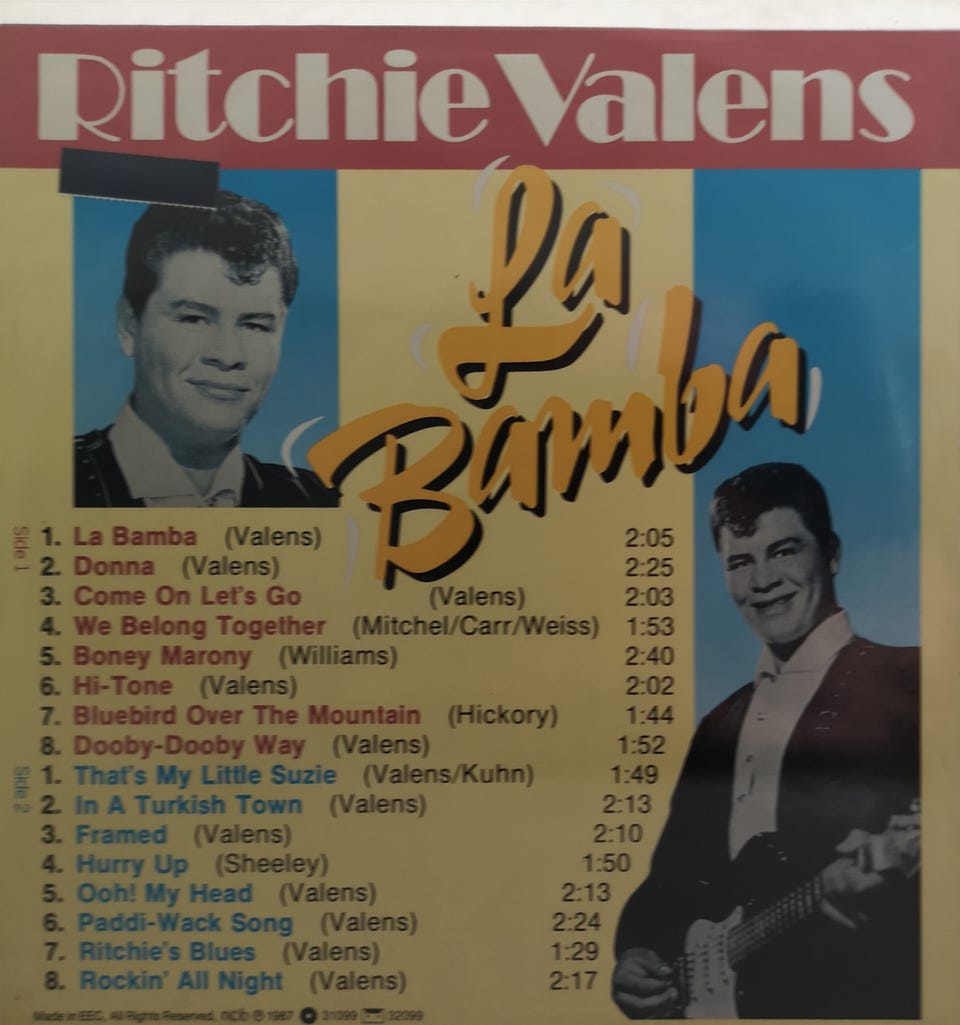 Ritchie Valens
La
Bamba
Side 1
1. La Bamba (Valens) 2:05
2. Donna (Valens) 2:25
3. Come On Let's Go (Valens) 2:03
4. We Belong Together (Mitchel/Carr/Weiss) 1:53
5. Boney Marony (Williams) 2:40
6. Hi-Tone (Valens) 2:02
7. Bluebird Over The Mountain (Hickory) 1:44
8. Dooby-Dooby Way (Valens) 1:52
Side 2
1. That's My Little Suzie (Valens/Kuhn) 1:49
2. In A Turkish Town (Valens) 2:13
3. Framed (Valens) 2:10
4. Hurry Up (Sheeley) 1:50
5. Ooh! My Head (Valens) 2:13
6. Paddi-Wack Song (Valens) 2:24
7. Ritchie's Blues (Valens) 1:29
8. Rockin' All Night (Valens) 2:17
Made in EEC, All Rights Reserved, ncb ℗ 1987 31099 32099